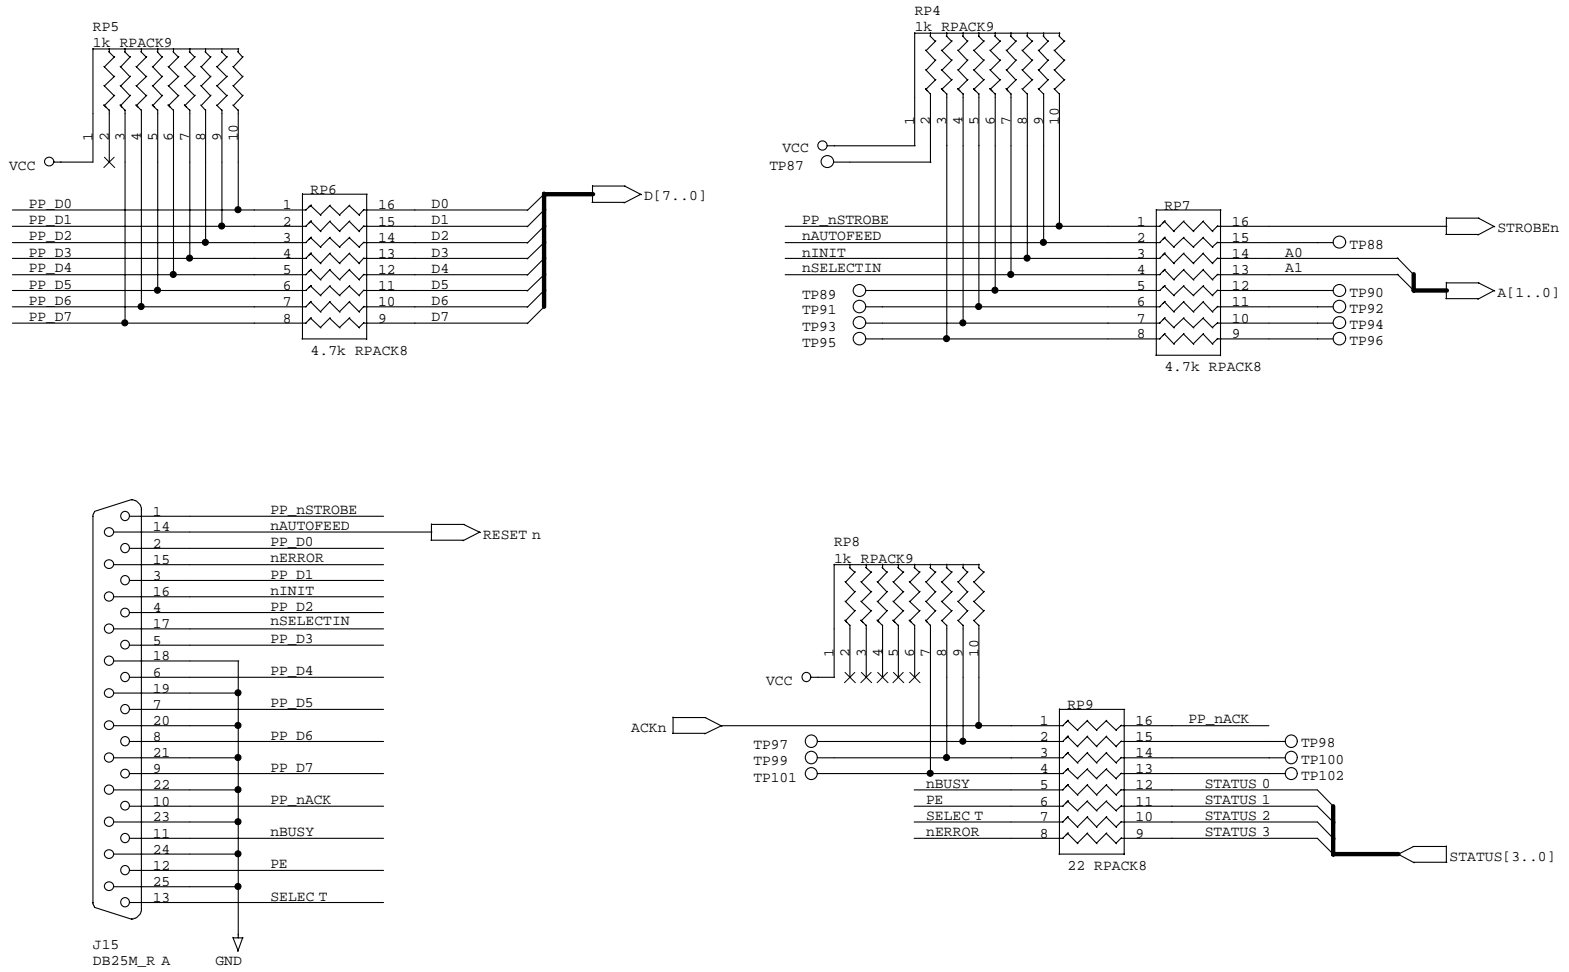 RP5
1k RPACK9
1 2 3 4 5 6 7 8 9 10
VCC
RP6
PP_D0 1 16 D0
PP_D1 2 15 D1
PP_D2 3 14 D2
PP_D3 4 13 D3
PP_D4 5 12 D4
PP_D5 6 11 D5
PP_D6 7 10 D6
PP_D7 8 9 D7
D[7..0]
4.7k RPACK8
RP4
1k RPACK9
1 2 3 4 5 6 7 8 9 10
VCC
TP87
RP7
PP_nSTROBE 1 16 STROBEn
nAUTOFEED 2 15 TP88
nINIT 3 14 A0
nSELECTIN 4 13 A1
A[1..0]
TP89 5 12 TP90
TP91 6 11 TP92
TP93 7 10 TP94
TP95 8 9 TP96
4.7k RPACK8
1 PP_nSTROBE
14 nAUTOFEED RESET n
2 PP_D0
15 nERROR
3 PP_D1
16 nINIT
4 PP_D2
17 nSELECTIN
5 PP_D3
18
6 PP_D4
19
7 PP_D5
20
8 PP_D6
21
9 PP_D7
22
10 PP_nACK
23
11 nBUSY
24
12 PE
25
13 SELEC T
J15
DB25M_R A
GND
RP8
1k RPACK9
1 2 3 4 5 6 7 8 9 10
VCC
RP9
ACKn 1 16 PP_nACK
TP97 2 15 TP98
TP99 3 14 TP100
TP101 4 13 TP102
nBUSY 5 12 STATUS 0
PE 6 11 STATUS 1
SELEC T 7 10 STATUS 2
nERROR 8 9 STATUS 3
STATUS[3..0]
22 RPACK8